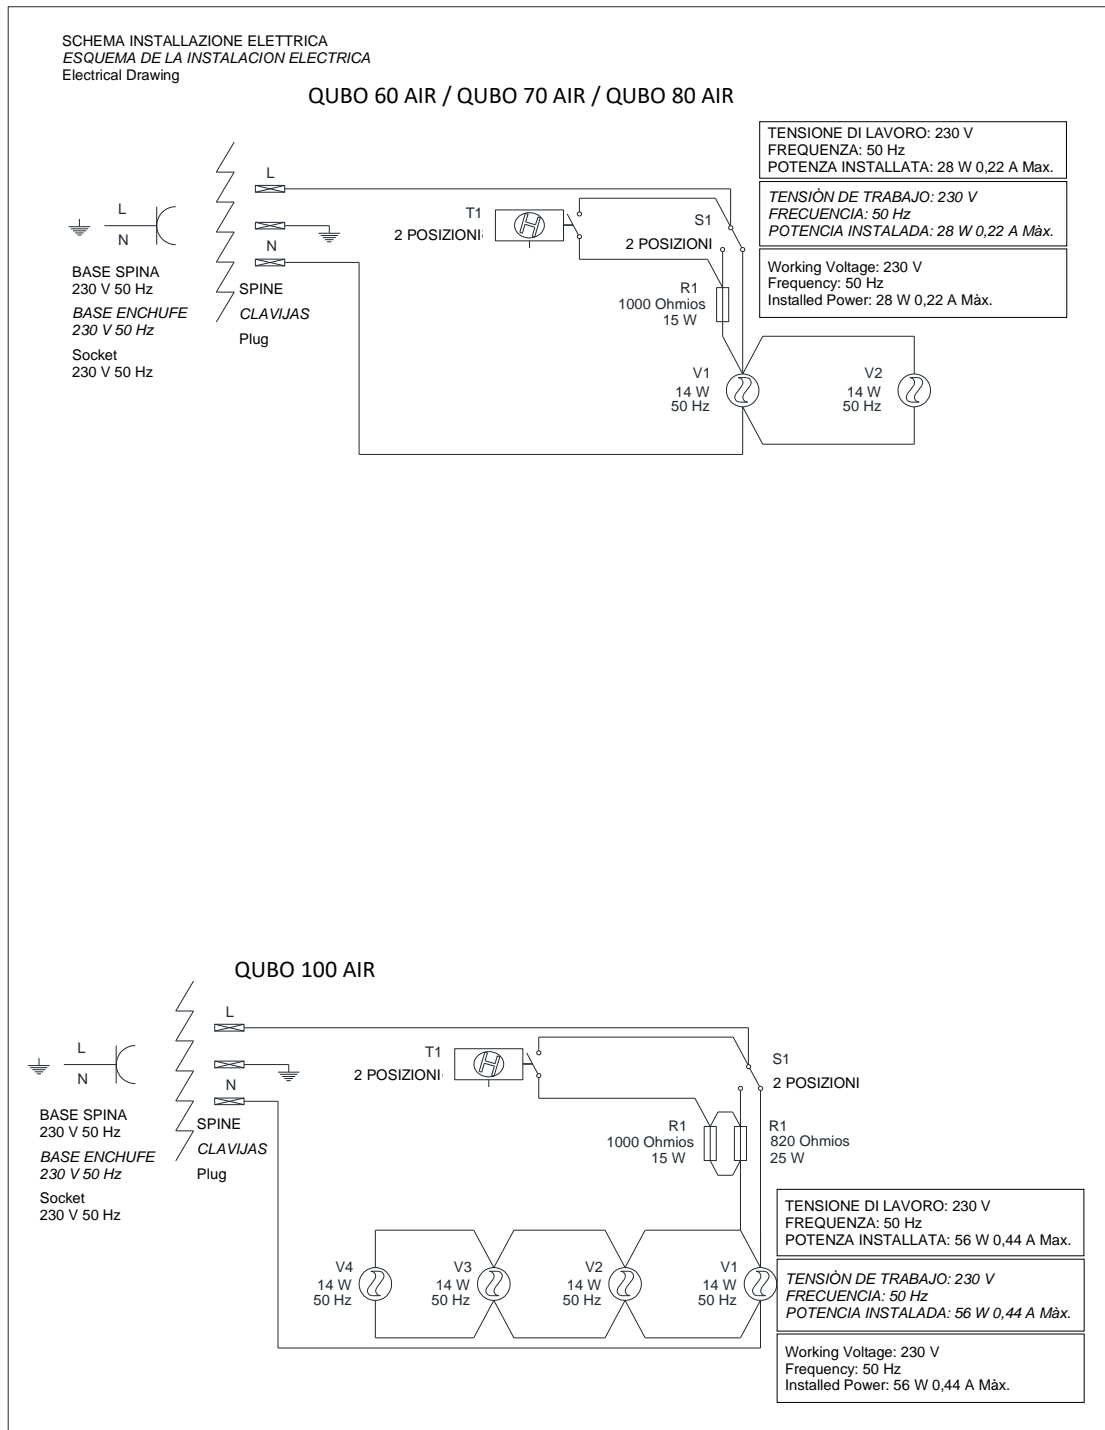 SCHEMA INSTALLAZIONE ELETTRICA
ESQUEMA DE LA INSTALACION ELECTRICA
Electrical Drawing
QUBO 60 AIR / QUBO 70 AIR / QUBO 80 AIR
TENSIONE DI LAVORO: 230 V
FREQUENZA: 50 Hz
POTENZA INSTALLATA: 28 W 0,22 A Max.
TENSIÒN DE TRABAJO: 230 V
FRECUENCIA: 50 Hz
POTENCIA INSTALADA: 28 W 0,22 A Màx.
Working Voltage: 230 V
Frequency: 50 Hz
Installed Power: 28 W 0,22 A Màx.
L
N
BASE SPINA
230 V 50 Hz
BASE ENCHUFE
230 V 50 Hz
Socket
230 V 50 Hz
L
N
SPINE
CLAVIJAS
Plug
T1
2 POSIZIONI
S1
2 POSIZIONI
R1
1000 Ohmios
15 W
V1
14 W
50 Hz
V2
14 W
50 Hz
QUBO 100 AIR
L
N
BASE SPINA
230 V 50 Hz
BASE ENCHUFE
230 V 50 Hz
Socket
230 V 50 Hz
L
N
SPINE
CLAVIJAS
Plug
T1
2 POSIZIONI
S1
2 POSIZIONI
R1
1000 Ohmios
15 W
R1
820 Ohmios
25 W
V4
14 W
50 Hz
V3
14 W
50 Hz
V2
14 W
50 Hz
V1
14 W
50 Hz
TENSIONE DI LAVORO: 230 V
FREQUENZA: 50 Hz
POTENZA INSTALLATA: 56 W 0,44 A Max.
TENSIÒN DE TRABAJO: 230 V
FRECUENCIA: 50 Hz
POTENCIA INSTALADA: 56 W 0,44 A Màx.
Working Voltage: 230 V
Frequency: 50 Hz
Installed Power: 56 W 0,44 A Màx.